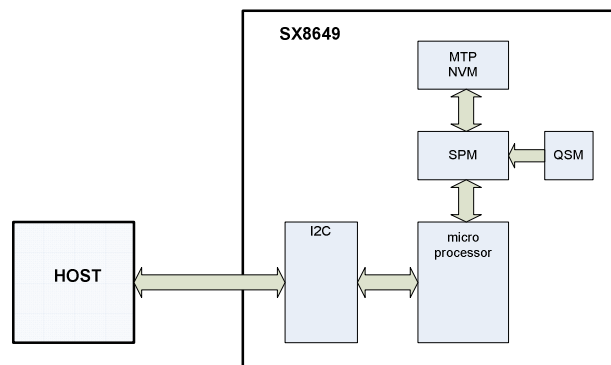 SX8649
MTP
NVM
SPM
QSM
HOST
I2C
micro
processor